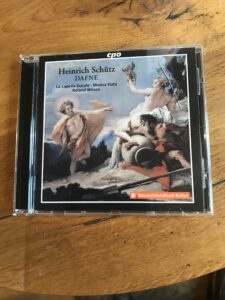 cpo
Heinrich Schütz
DAFNE
La Capella Ducale · Musica Fiata
Roland Wilson
Deutschlandfunk Kultur